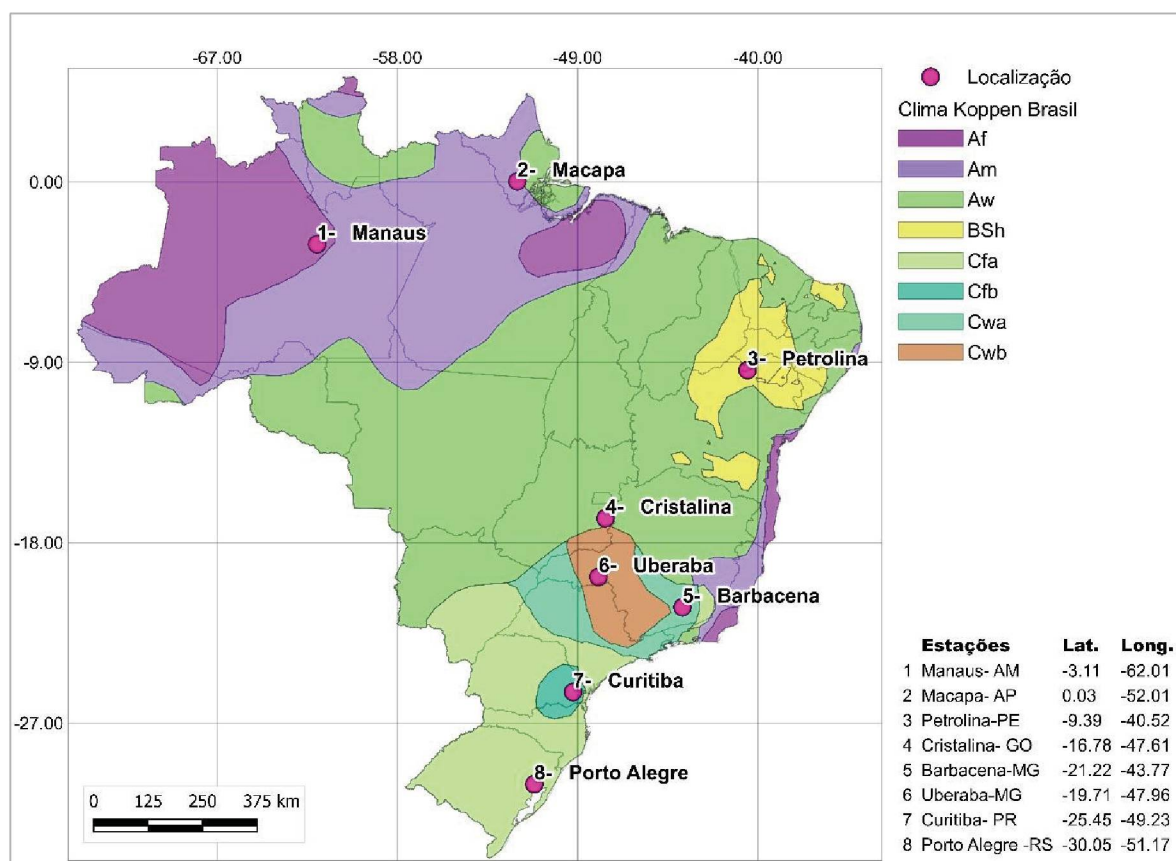 -67.00 -58.00 -49.00 -40.00
0.00
-9.00
-18.00
-27.00
1- Manaus
2- Macapa
3- Petrolina
4- Cristalina
6- Uberaba
5- Barbacena
7- Curitiba
8- Porto Alegre
0 125 250 375 km
Localização
Clima Koppen Brasil
Af
Am
Aw
BSh
Cfa
Cfb
Cwa
Cwb
Estações Lat. Long.
1 Manaus- AM -3.11 -62.01
2 Macapa- AP 0.03 -52.01
3 Petrolina-PE -9.39 -40.52
4 Cristalina- GO -16.78 -47.61
5 Barbacena-MG -21.22 -43.77
6 Uberaba-MG -19.71 -47.96
7 Curitiba- PR -25.45 -49.23
8 Porto Alegre -RS -30.05 -51.17